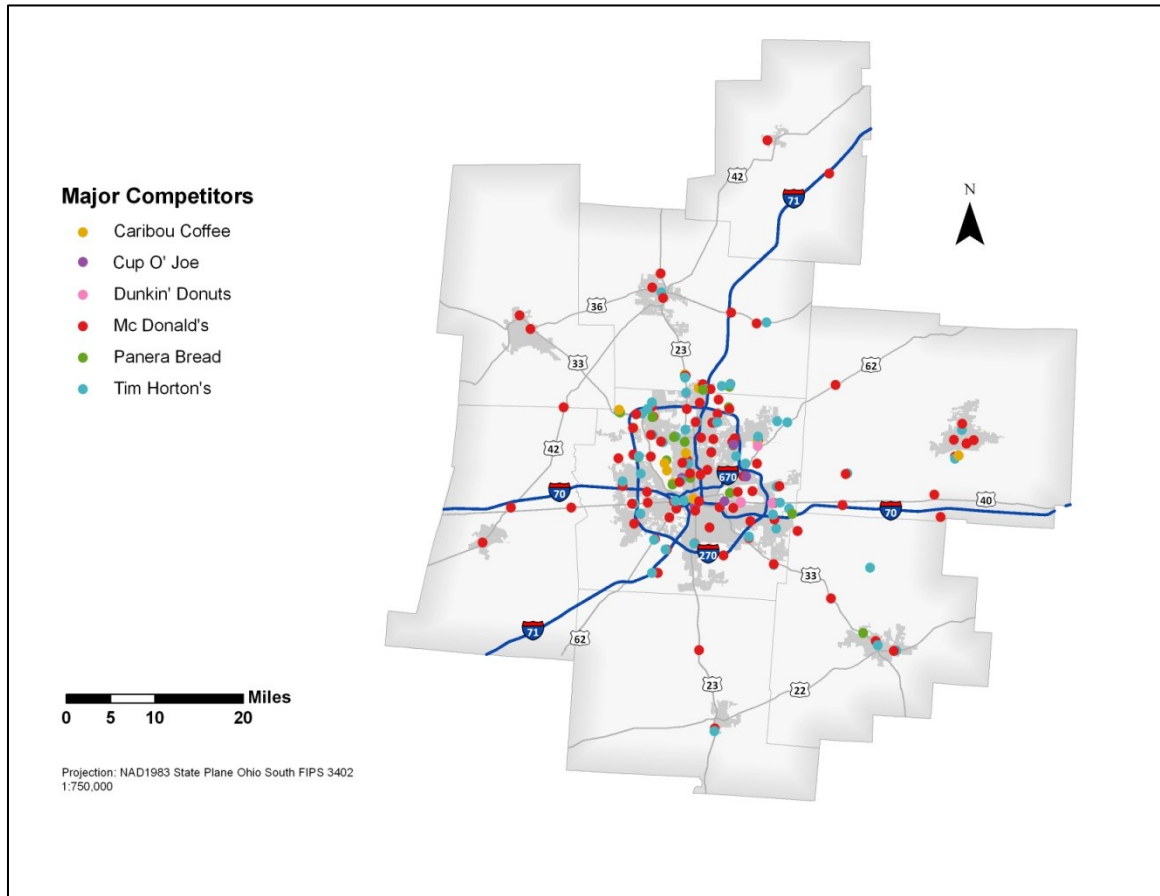 Major Competitors
Caribou Coffee
Cup O' Joe
Dunkin' Donuts
Mc Donald's
Panera Bread
Tim Horton's
N
42
71
36
23
33
62
42
70
670
40
70
270
33
71
62
23
22
Miles
0 5 10 20
Projection: NAD1983 State Plane Ohio South FIPS 3402
1:750,000